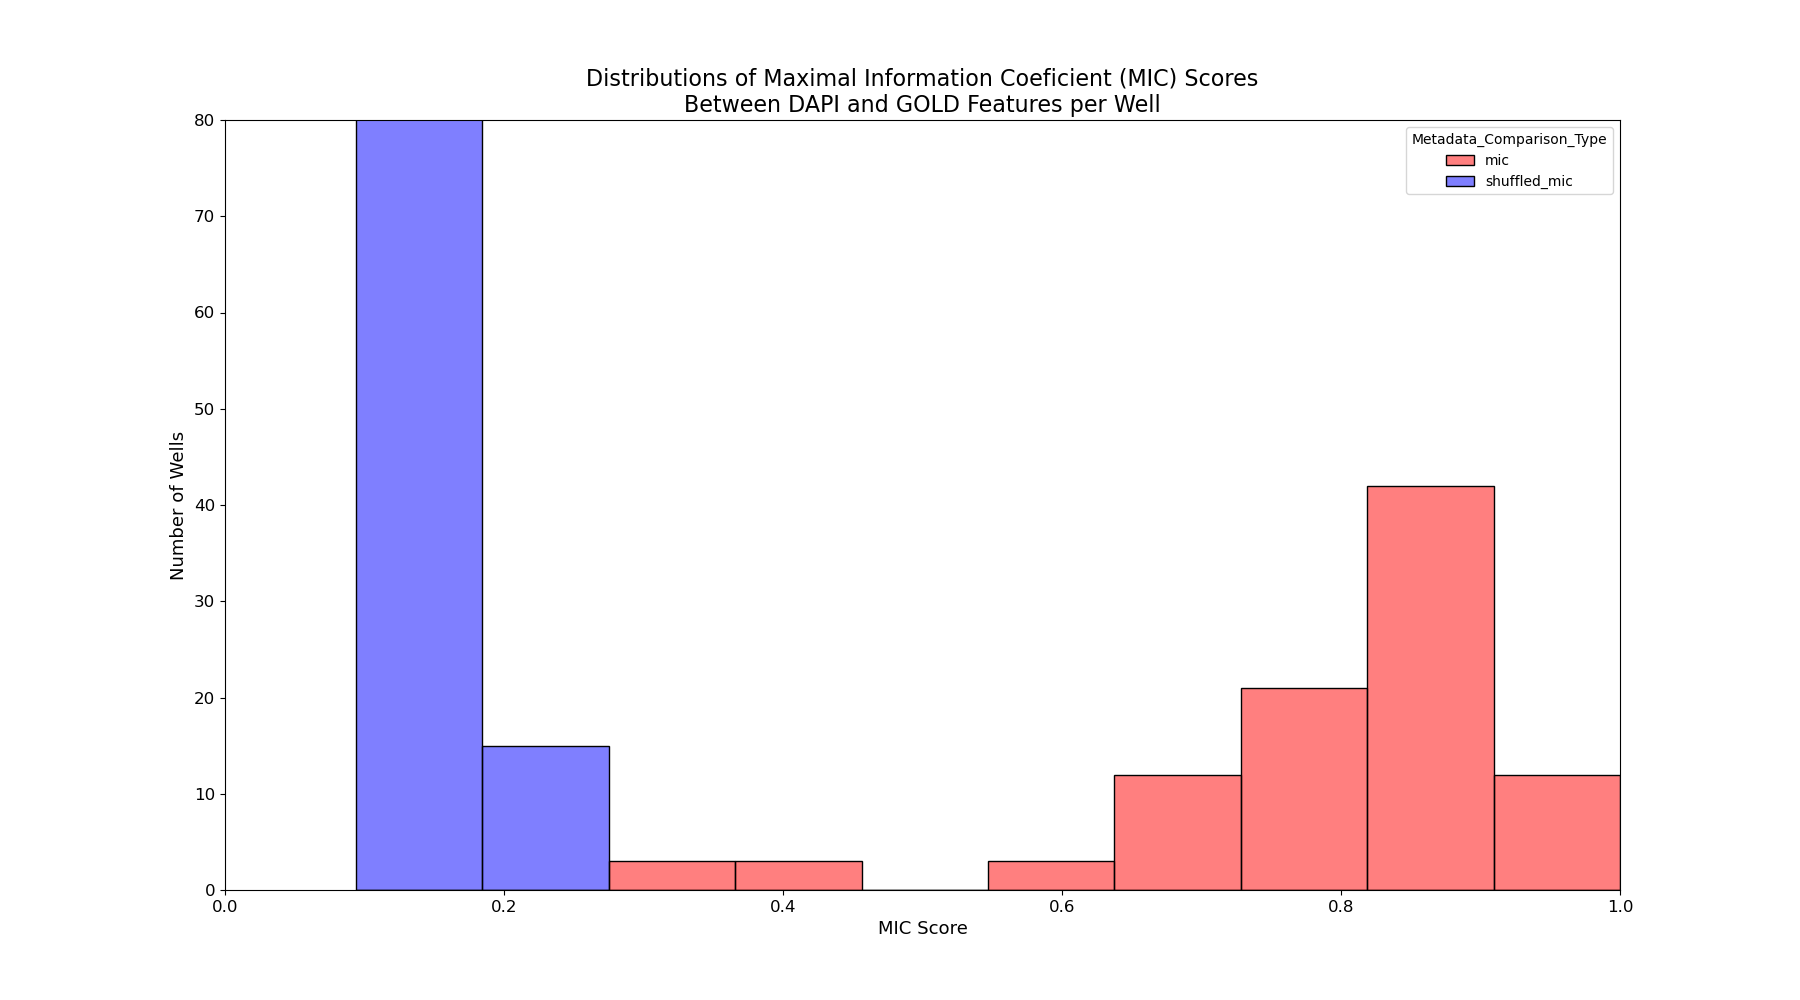 Distributions of Maximal Information Coeficient (MIC) Scores
Between DAPI and GOLD Features per Well
80
70
60
50
40
30
20
10
0
Number of Wells
Metadata_Comparison_Type
mic
shuffled_mic
0.0
0.2
0.4
0.6
0.8
1.0
MIC Score